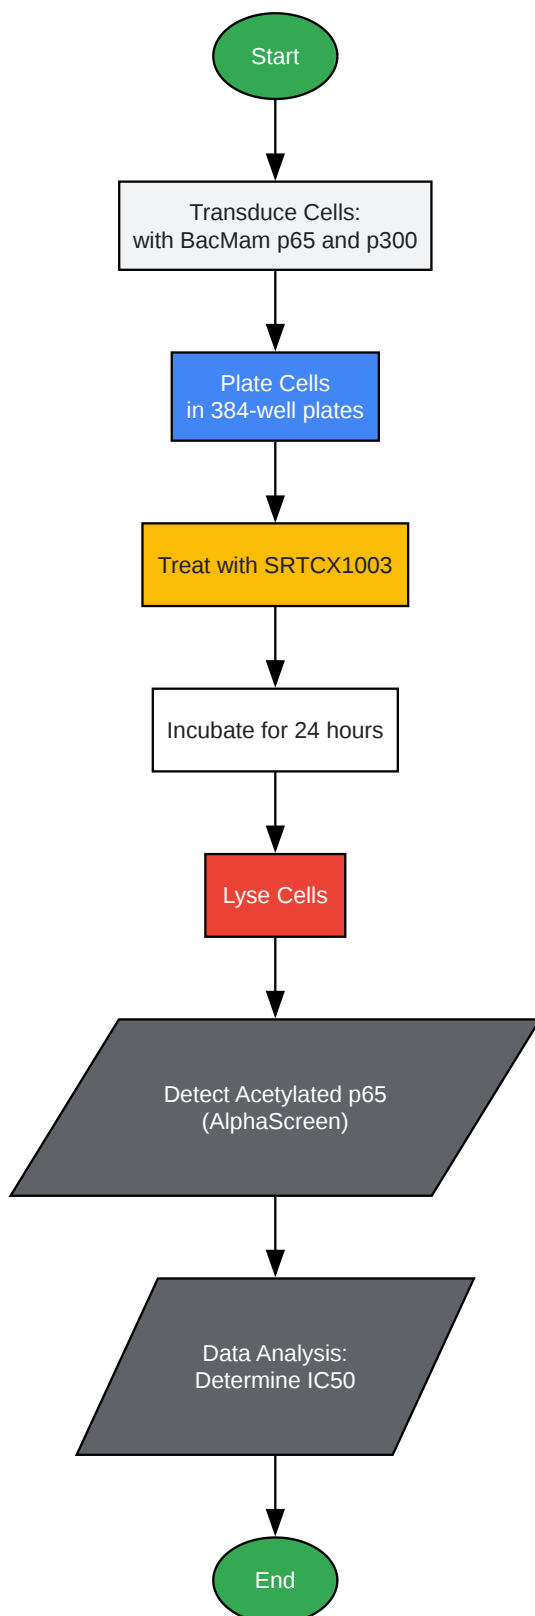 Start
Transduce Cells:
with BacMam p65 and p300
Plate Cells
in 384-well plates
Treat with SRTCX1003
Incubate for 24 hours
Lyse Cells
Detect Acetylated p65
(AlphaScreen)
Data Analysis:
Determine IC50
End